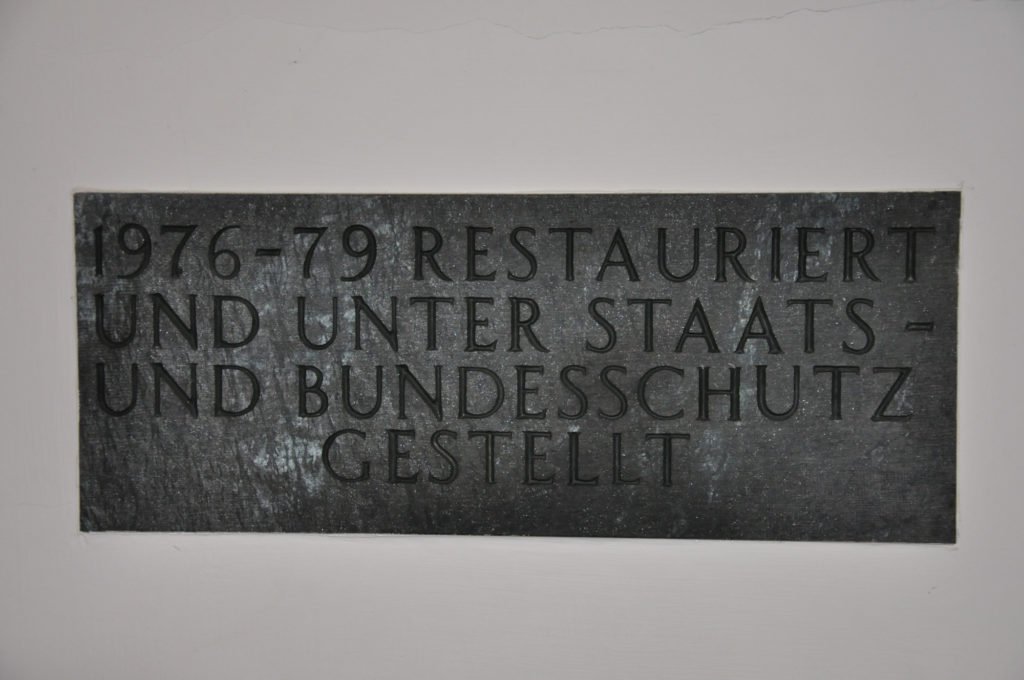 1976-79 RESTAURIERT
UND UNTER STAATS-
UND BUNDESSCHUTZ
GESTELLT